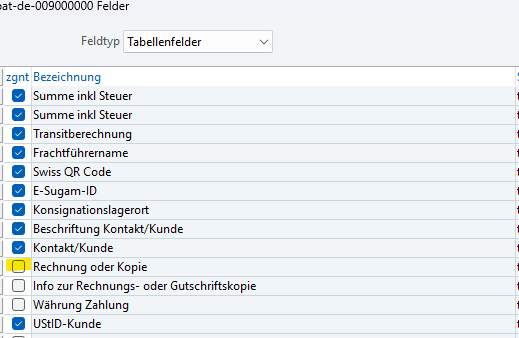 pat-de-009000000 Felder
Feldtyp Tabellenfelder
zgnt Bezeichnung
Summe inkl Steuer
Summe inkl Steuer
Transitberechnung
Frachtführername
Swiss QR Code
E-Sugam-ID
Konsignationslagerort
Beschriftung Kontakt/Kunde
Kontakt/Kunde
Rechnung oder Kopie
Info zur Rechnungs- oder Gutschriftskopie
Währung Zahlung
UStID-Kunde